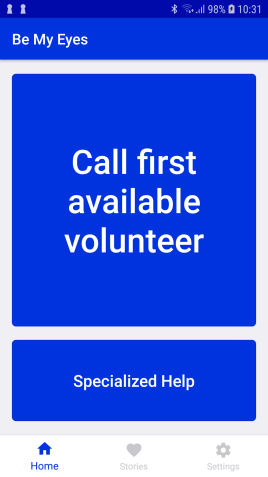 98% 10:31
Be My Eyes
Call first
available
volunteer
Specialized Help
Home Stories Settings